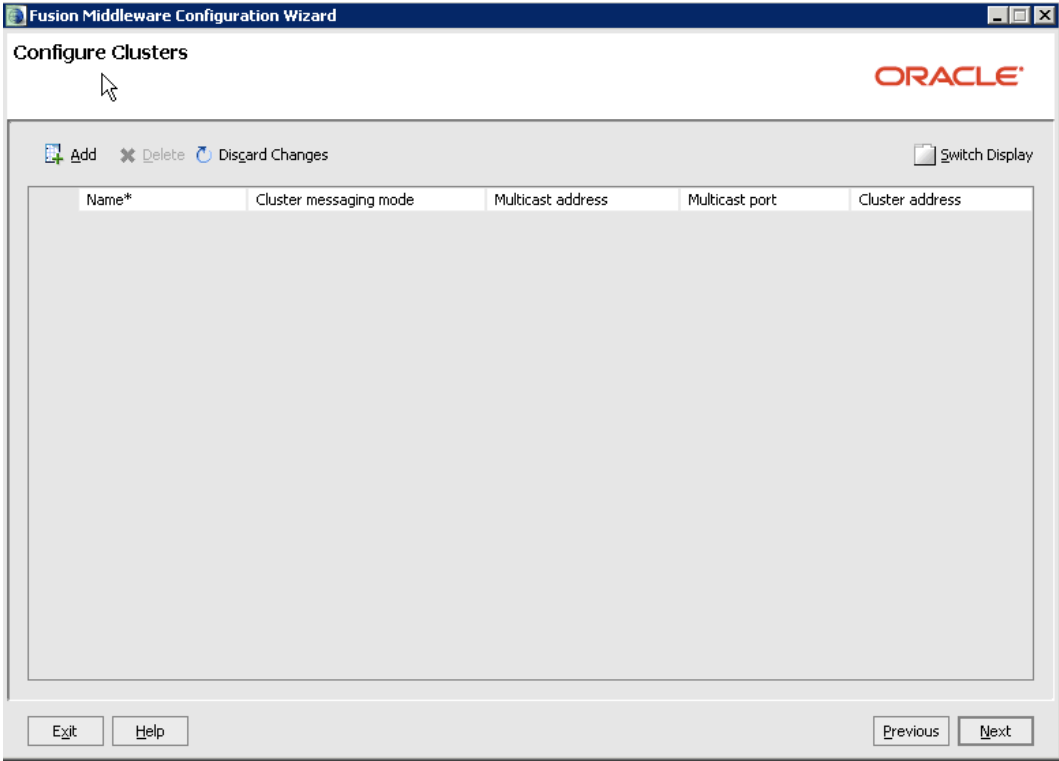 Fusion Middleware Configuration Wizard
Configure Clusters
ORACLE
Add Delete Discard Changes Switch Display
Name* Cluster messaging mode Multicast address Multicast port Cluster address
Exit Help Previous Next